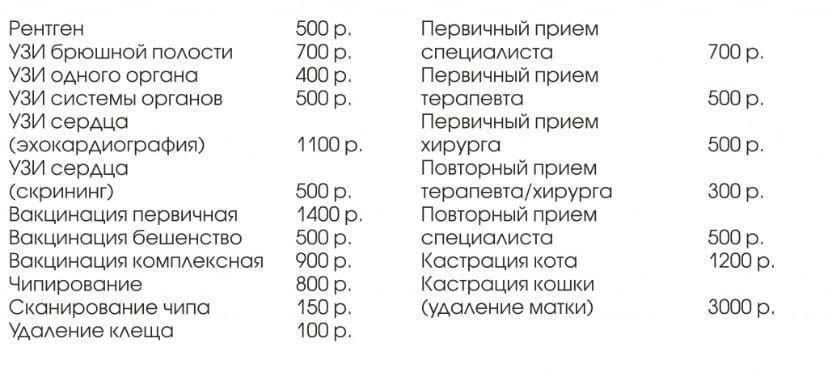 Рентген 500 р.
УЗИ брюшной полости 700 р.
УЗИ одного органа 400 р.
УЗИ системы органов 500 р.
УЗИ сердца
(эхокардиография) 1100 р.
УЗИ сердца
(скрининг) 500 р.
Вакцинация первичная 1400 р.
Вакцинация бешенство 500 р.
Вакцинация комплексная 900 р.
Чипирование 800 р.
Сканирование чипа 150 р.
Удаление клеща 100 р.
Первичный прием
специалиста 700 р.
Первичный прием
терапевта 500 р.
Первичный прием
хирурга 500 р.
Повторный прием
терапевта/хирурга 300 р.
Повторный прием
специалиста 500 р.
Кастрация кота 1200 р.
Кастрация кошки
(удаление матки) 3000 р.